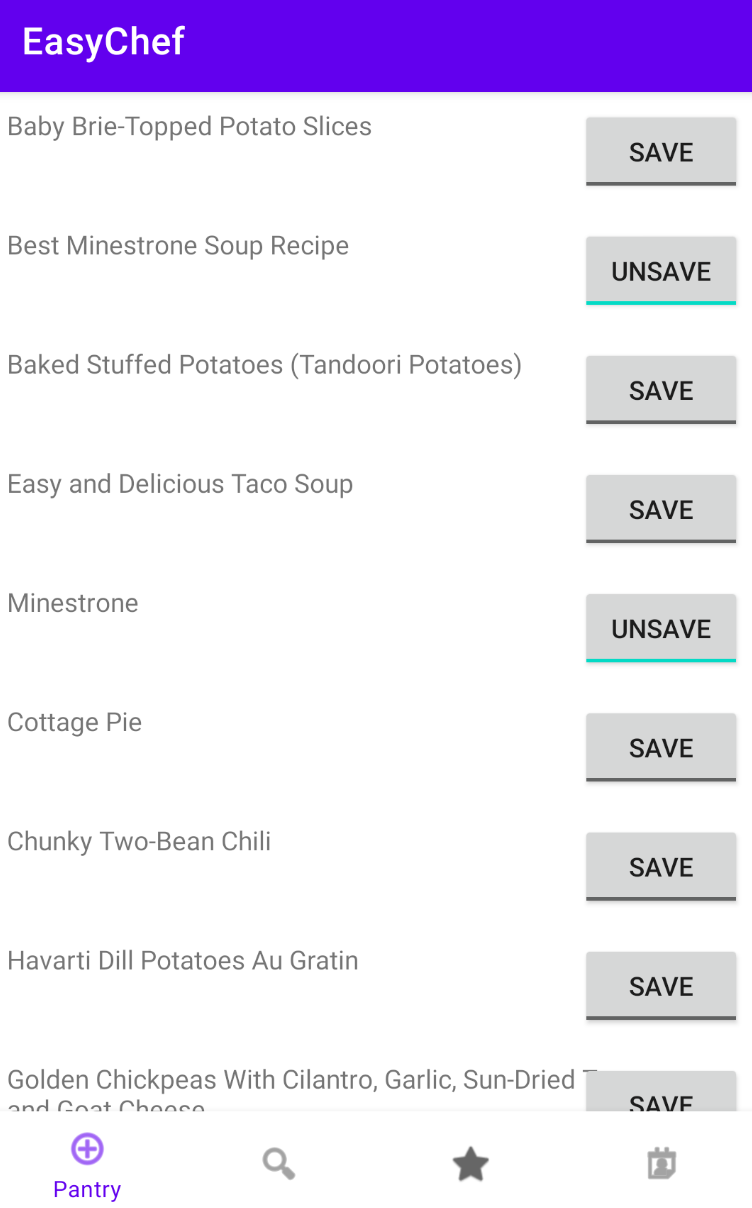 EasyChef
Baby Brie-Topped Potato Slices
SAVE
Best Minestrone Soup Recipe
UNSAVE
Baked Stuffed Potatoes (Tandoori Potatoes)
SAVE
Easy and Delicious Taco Soup
SAVE
Minestrone
UNSAVE
Cottage Pie
SAVE
Chunky Two-Bean Chili
SAVE
Havarti Dill Potatoes Au Gratin
SAVE
Golden Chickpeas With Cilantro, Garlic, Sun-Dried
and Goat Cheese
SAVE
Pantry